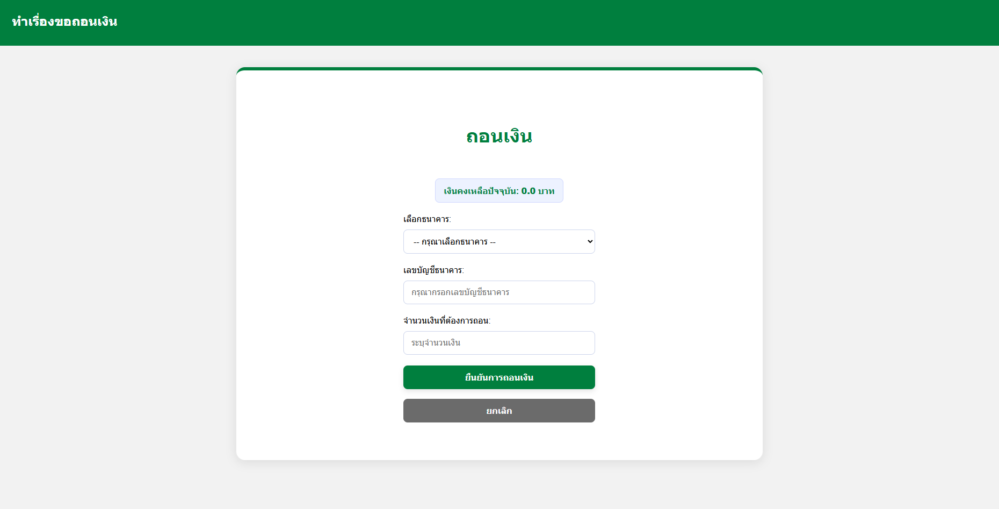 ทำเรื่องขอถอนเงิน
ถอนเงิน
เงินคงเหลือปัจจุบัน: 0.0 บาท
เลือกธนาคาร:
-- กรุณาเลือกธนาคาร --
เลขบัญชีธนาคาร:
กรุณากรอกเลขบัญชีธนาคาร
จำนวนเงินที่ต้องการถอน:
ระบุจำนวนเงิน
ยืนยันการถอนเงิน
ยกเลิก